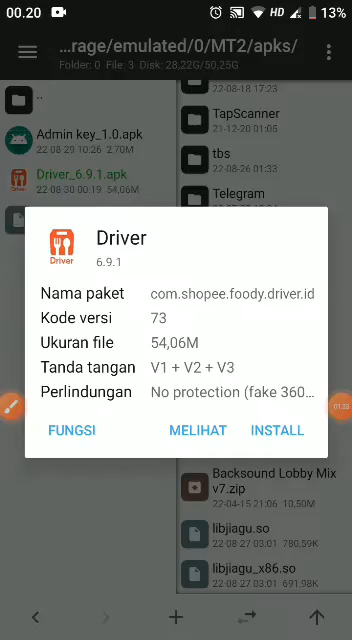 00.20
HD
13%
...rage/emulated/0/MT2/apks/
Folder: 0 File: 3 Disk: 28,22G/50,25G
..
Admin key_1.0.apk
22-08-29 10:26 2,70M
Driver_6.9.1.apk
22-08-30 00:19 54,06M
22-08-18 17:23
TapScanner
21-12-20 01:05
tbs
22-08-26 01:33
Telegram
Driver
Driver
6.9.1
Nama paket com.shopee.foody.driver.id
Kode versi 73
Ukuran file 54,06M
Tanda tangan V1 + V2 + V3
Perlindungan No protection (fake 360...
FUNGSI MELIHAT INSTALL
01:23
Backsound Lobby Mix
v7.zip
22-04-15 21:06 10,50M
libjiagu.so
22-08-27 03:01 780,59K
libjiagu_x86.so
22-08-27 03:01 691,98K